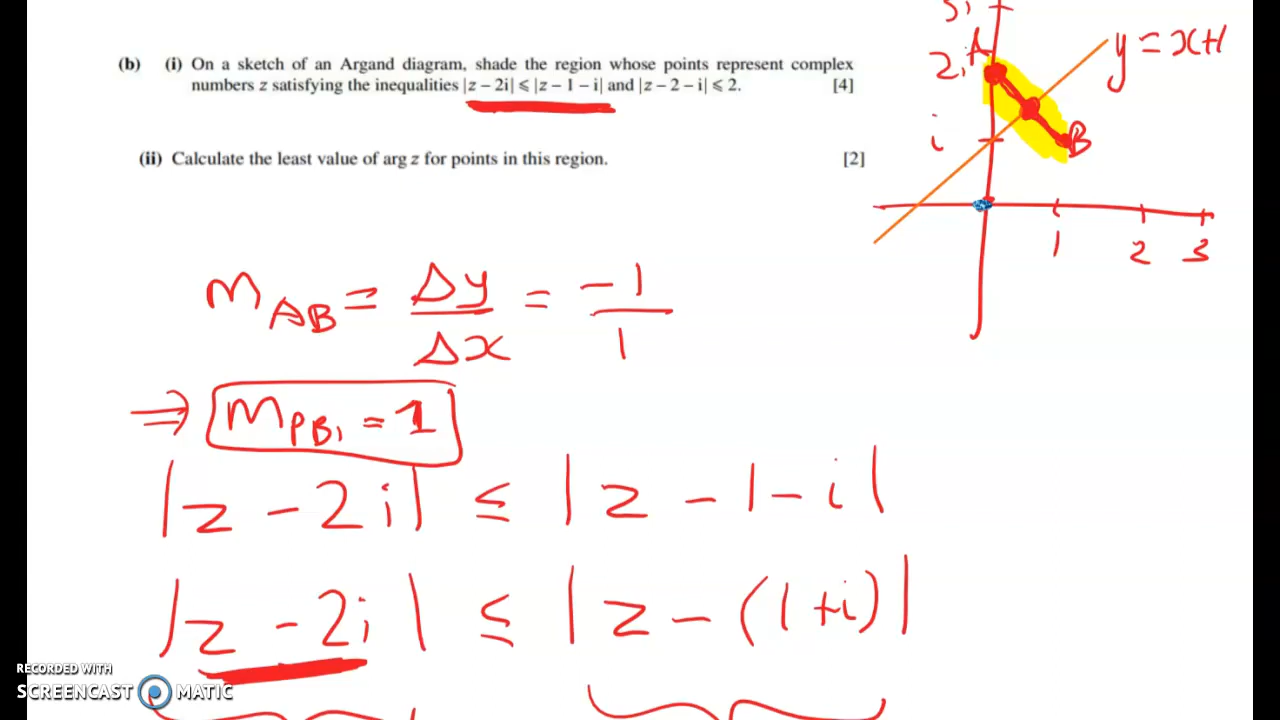 (b) (i) On a sketch of an Argand diagram, shade the region whose points represent complex
numbers z satisfying the inequalities |z − 2i| ⩽ |z − 1 − i| and |z − 2 − i| ⩽ 2. [4]
(ii) Calculate the least value of arg z for points in this region. [2]
A
2i
y = x+1
i
B
1 2 3
m_AB = Δy/Δx = -1/1
⇒ m_PBi = 1
|z - 2i| ≤ |z - 1 - i|
|z - 2i| ≤ |z - (1+i)|
RECORDED WITH
SCREENCAST MATIC